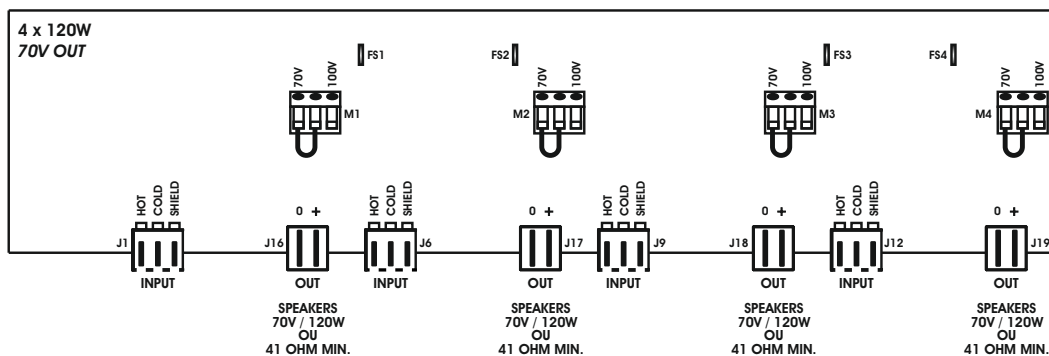 4 x 120W
70V OUT
FS1
FS2
FS3
FS4
70V
100V
M1
70V
100V
M2
70V
100V
M3
70V
100V
M4
HOT
COLD
SHIELD
J1
INPUT
0 +
J16
OUT
HOT
COLD
SHIELD
J6
INPUT
0 +
J17
OUT
HOT
COLD
SHIELD
J9
INPUT
0 +
J18
OUT
HOT
COLD
SHIELD
J12
INPUT
0 +
J19
OUT
SPEAKERS
70V / 120W
OU
41 OHM MIN.
SPEAKERS
70V / 120W
OU
41 OHM MIN.
SPEAKERS
70V / 120W
OU
41 OHM MIN.
SPEAKERS
70V / 120W
OU
41 OHM MIN.